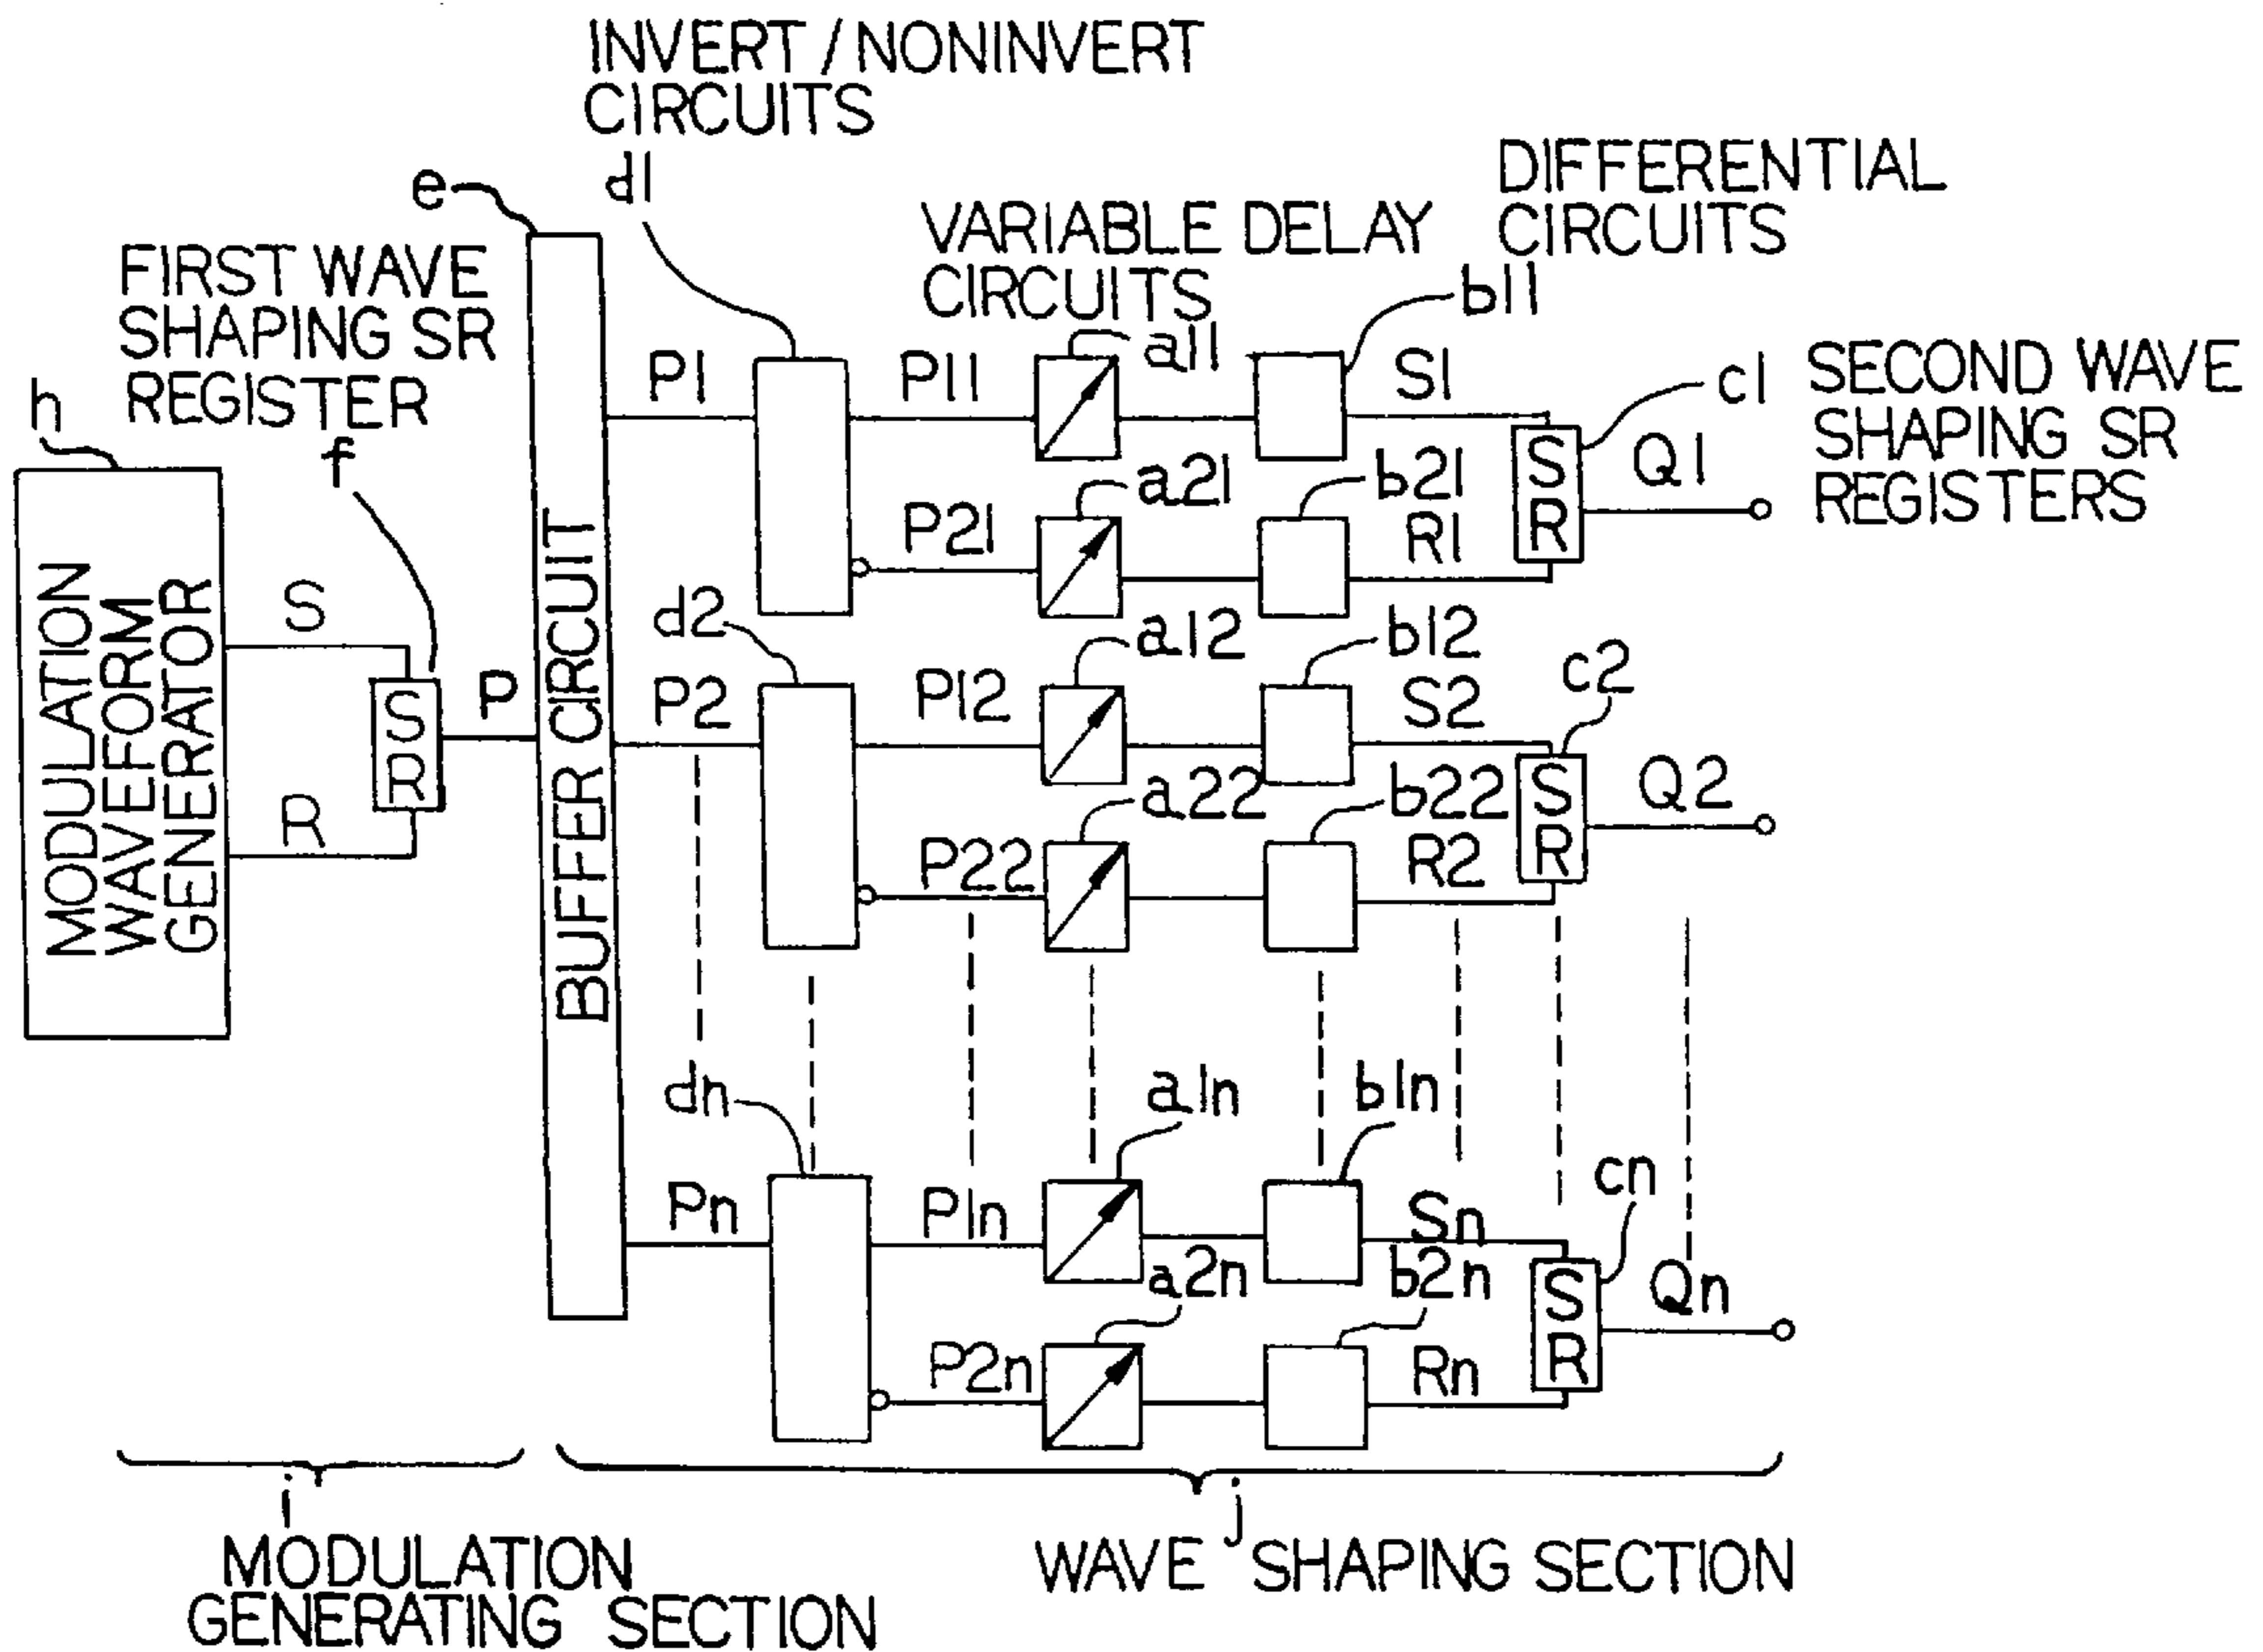 INVERT/NONINVERT
CIRCUITS
d1
e
DIFFERENTIAL
CIRCUITS
VARIABLE DELAY
CIRCUITS
FIRST WAVE
SHAPING SR
REGISTER
b11
a11
P1
P11
S1
c1
SECOND WAVE
SHAPING SR
REGISTERS
h
f
a21
b21
S
R
Q1
P21
R1
MODULATION
WAVEFORM
GENERATOR
S
R
S
R
P
BUFFER CIRCUIT
d2
a12
b12
c2
P2
P12
S2
a22
b22
S
R
Q2
P22
R2
dn
a1n
b1n
cn
Pn
P1n
Sn
a2n
b2n
S
R
Qn
P2n
Rn
i
j
MODULATION
GENERATING SECTION
WAVE SHAPING SECTION